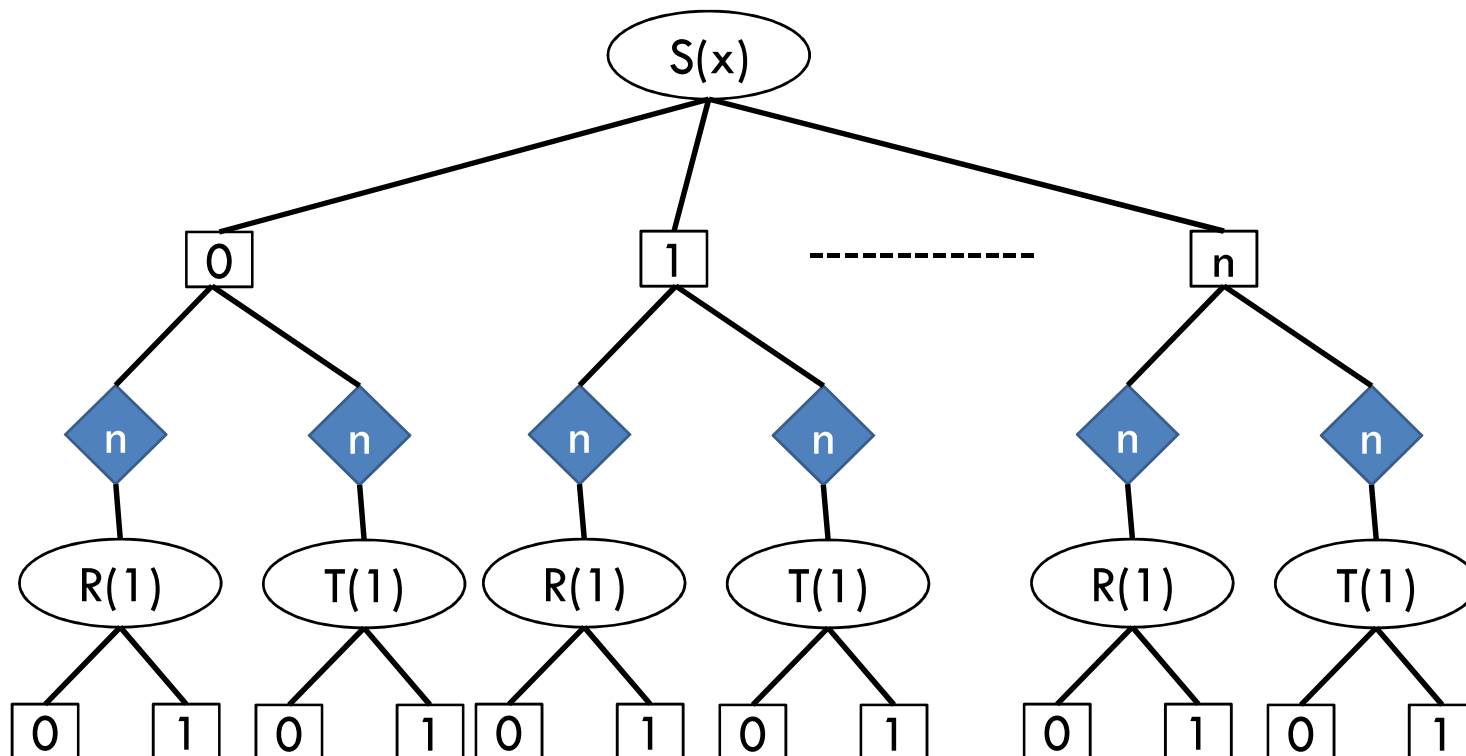 S(x)
0 1 n
n n n n n n
R(1) T(1) R(1) T(1) R(1) T(1)
0 1 0 1 0 1 0 1 0 1 0 1